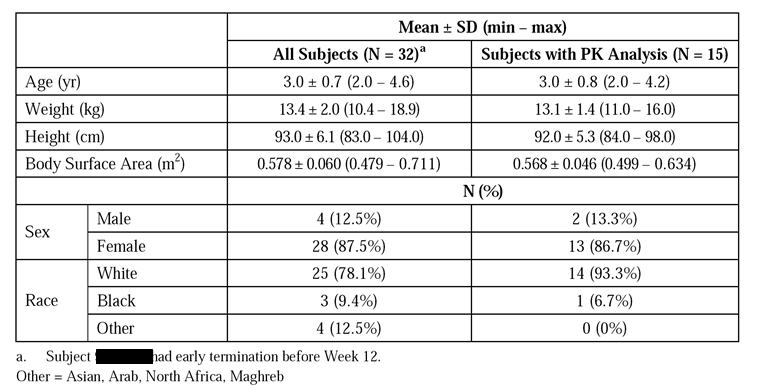 Mean ± SD (min – max)
All Subjects (N = 32)a Subjects with PK Analysis (N = 15)
Age (yr) 3.0 ± 0.7 (2.0 – 4.6) 3.0 ± 0.8 (2.0 – 4.2)
Weight (kg) 13.4 ± 2.0 (10.4 – 18.9) 13.1 ± 1.4 (11.0 – 16.0)
Height (cm) 93.0 ± 6.1 (83.0 – 104.0) 92.0 ± 5.3 (84.0 – 98.0)
Body Surface Area (m2) 0.578 ± 0.060 (0.479 – 0.711) 0.568 ± 0.046 (0.499 – 0.634)
N (%)
Sex Male 4 (12.5%) 2 (13.3%)
Female 28 (87.5%) 13 (86.7%)
Race White 25 (78.1%) 14 (93.3%)
Black 3 (9.4%) 1 (6.7%)
Other 4 (12.5%) 0 (0%)
a. Subject had early termination before Week 12.
Other = Asian, Arab, North Africa, Maghreb